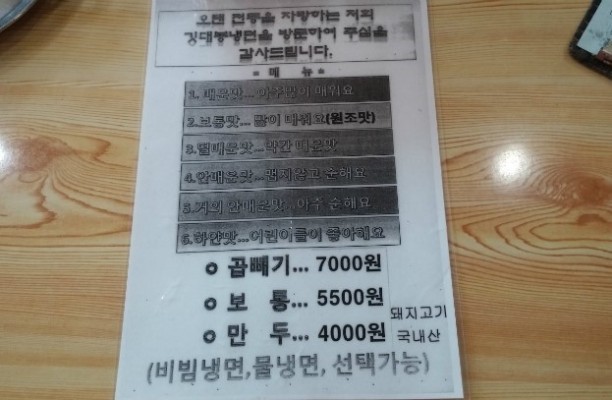 오랜 전통을 자랑하는 저희
깃대봉냉면을 방문하여 주심을
감사드립니다.
* 메 뉴 *
1. 매운맛... 아주많이 매워요
2.보통맛... 많이 매워요(원조맛)
3.덜매운맛...약간 매운맛
4.안매운맛...맵지않고 순해요
5.거의 안매운맛...아주 순해요
6.하얀맛...어린이들이 좋아해요
o 곱빼기... 7000원
o 보 통... 5500원
o 만 두... 4000원
돼지고기
국내산
(비빔냉면,물냉면, 선택가능)